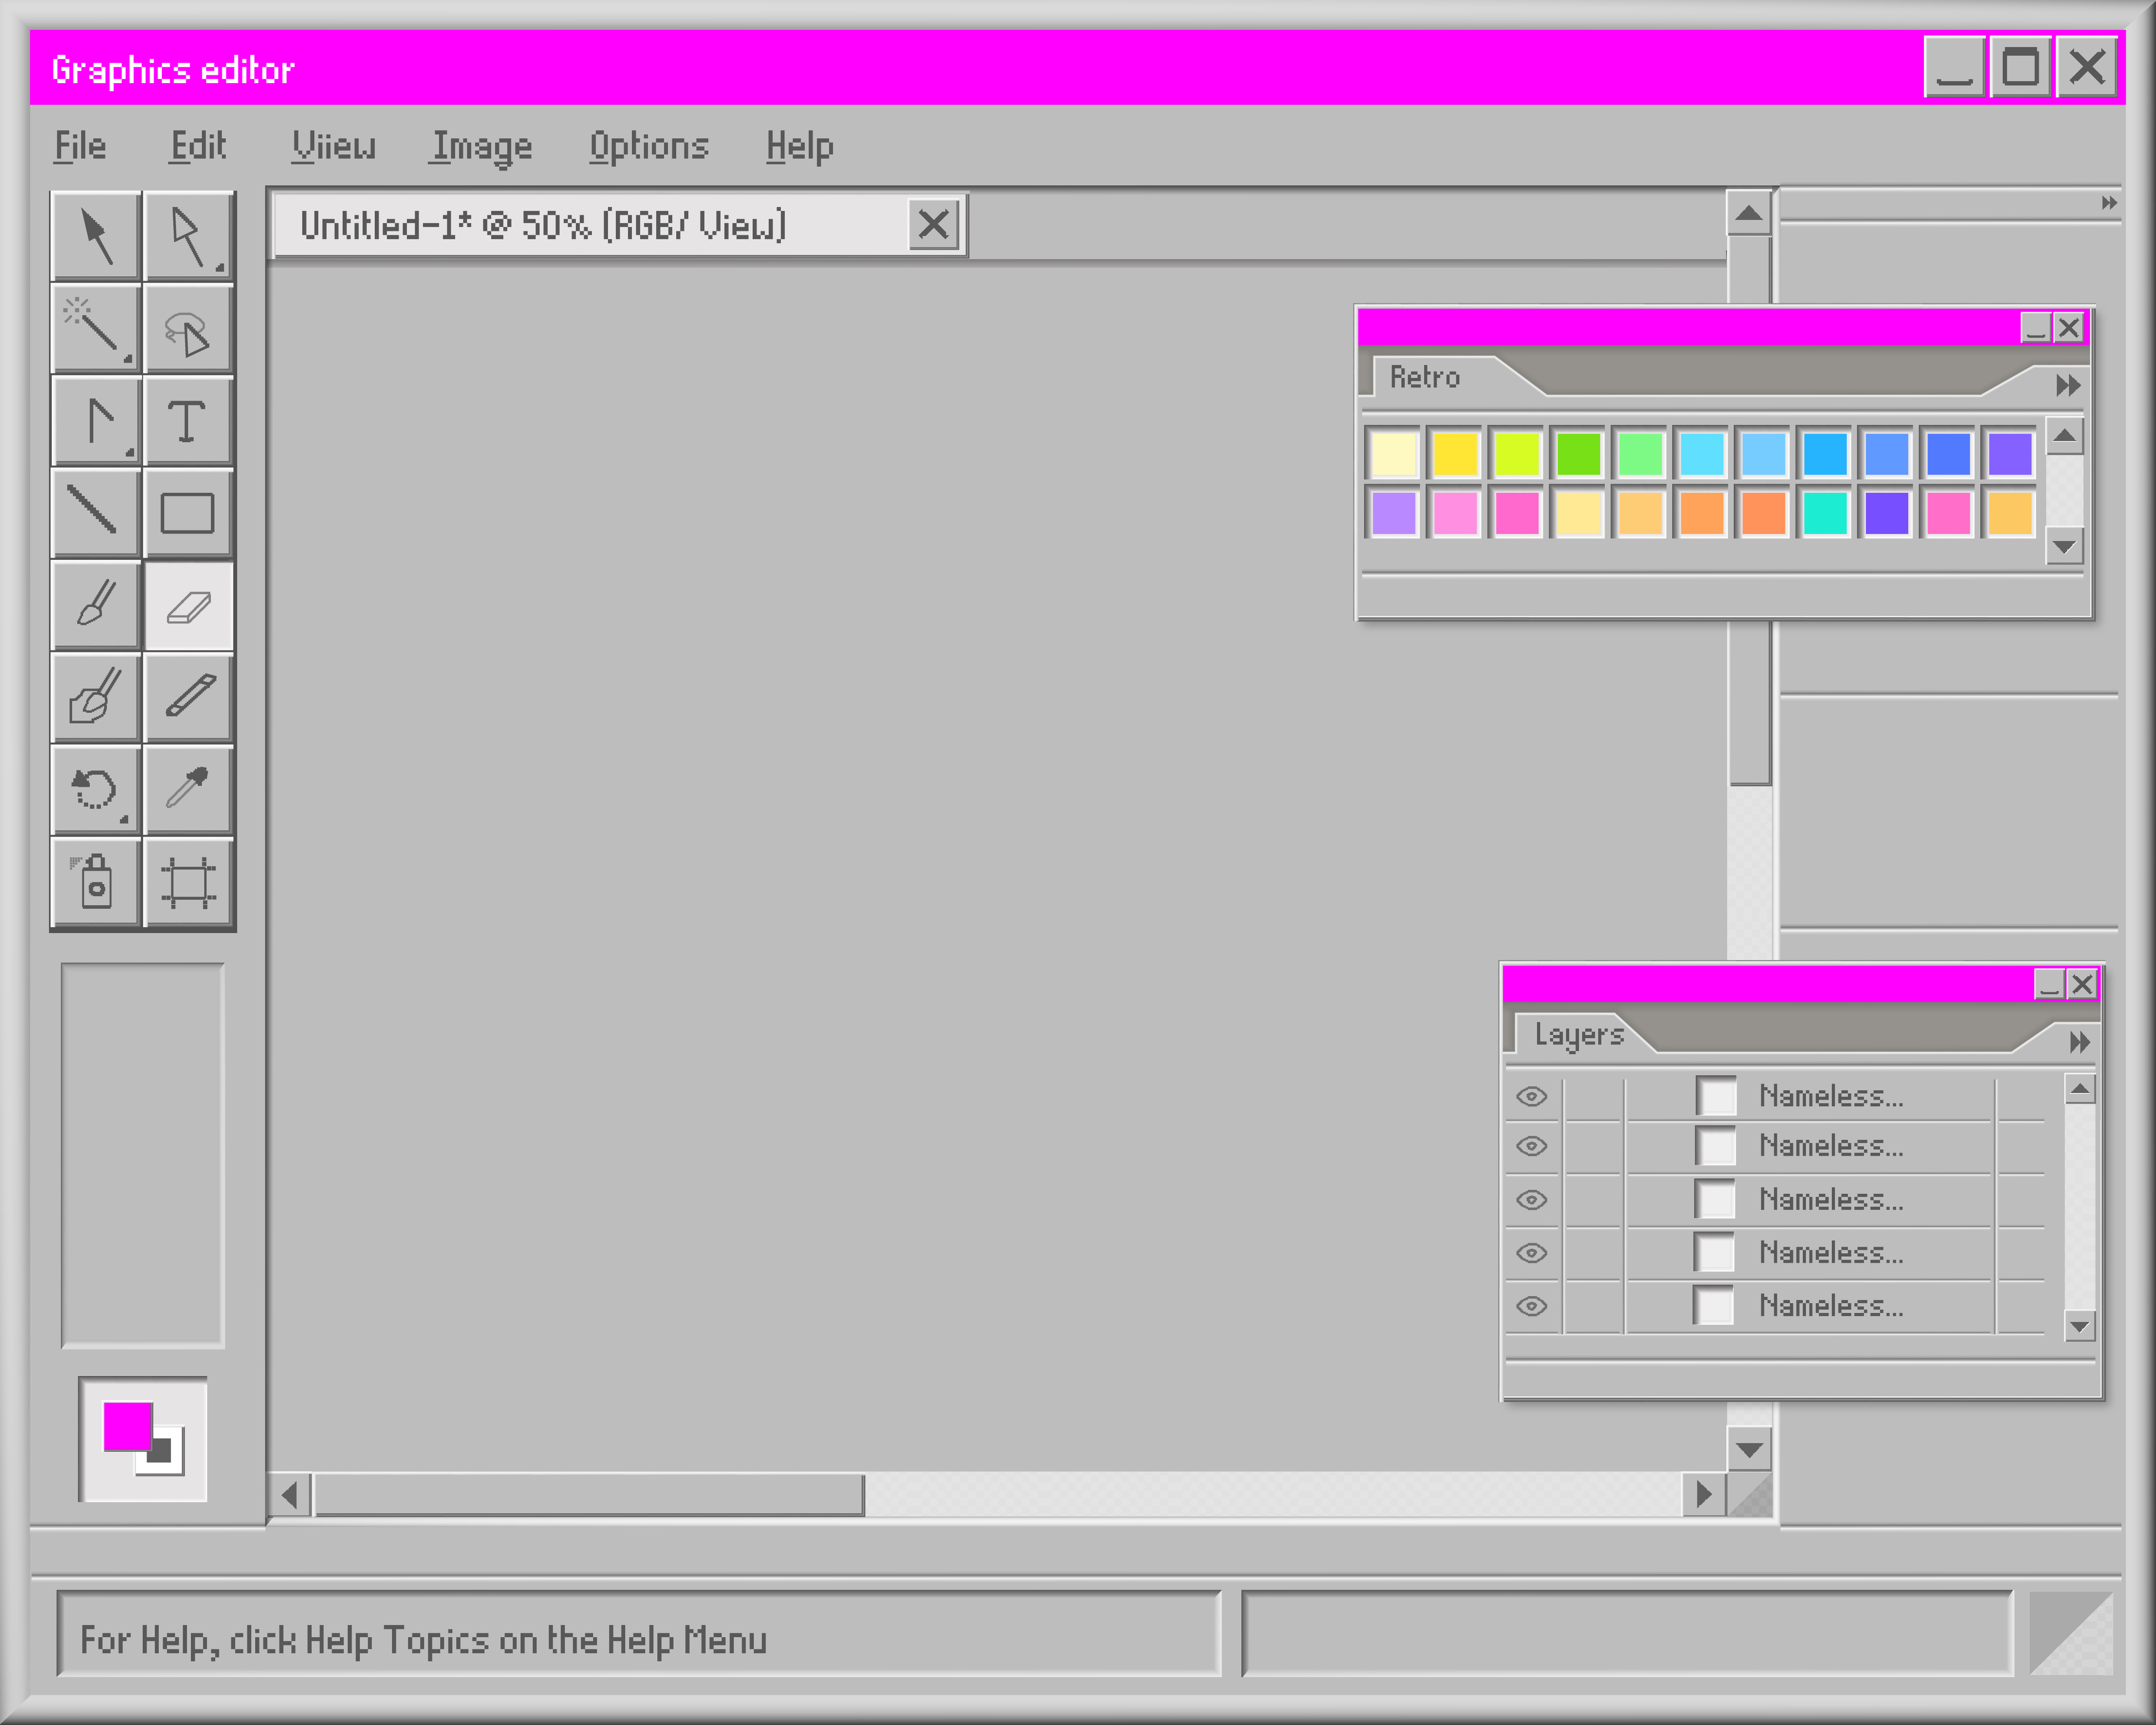 Graphics editor
File Edit Viiew Image Options Help
Untitled-1* @ 50% (RGB/ View)
Retro
Layers
Nameless...
Nameless...
Nameless...
Nameless...
Nameless...
For Help, click Help Topics on the Help Menu